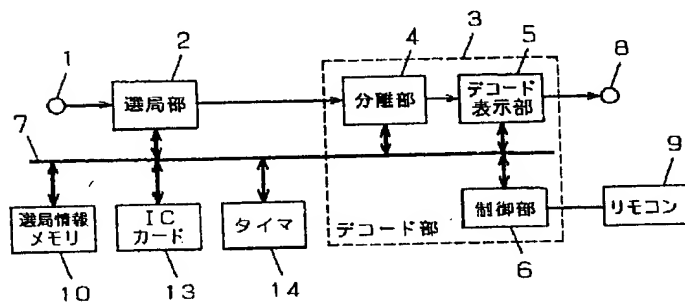 3
4
5
2
1
8
選局部
分離部
デコード
表示部
7
9
選局情報
メモリ
IC
カード
タイマ
デコード部
制御部
リモコン
10
13
14
6